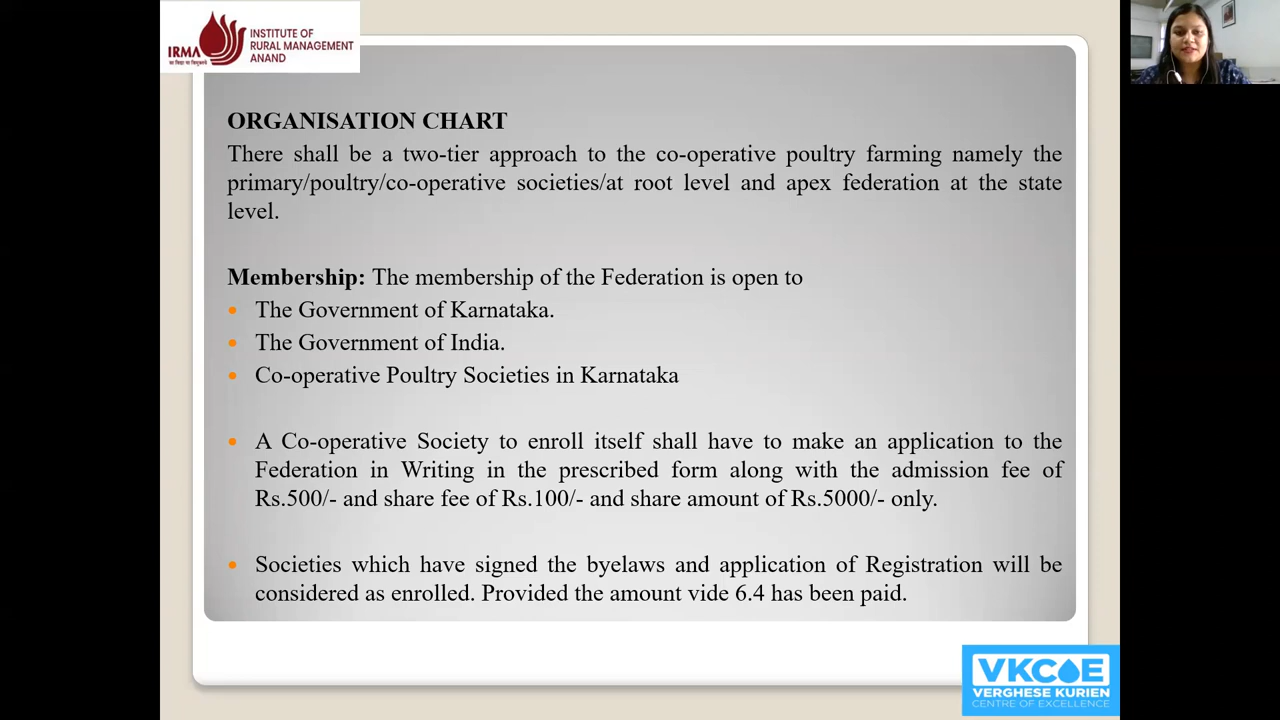 IRMA
INSTITUTE OF
RURAL MANAGEMENT
ANAND
ORGANISATION CHART
There shall be a two-tier approach to the co-operative poultry farming namely the
primary/poultry/co-operative societies/at root level and apex federation at the state
level.
Membership: The membership of the Federation is open to
• The Government of Karnataka.
• The Government of India.
• Co-operative Poultry Societies in Karnataka
• A Co-operative Society to enroll itself shall have to make an application to the
Federation in Writing in the prescribed form along with the admission fee of
Rs.500/- and share fee of Rs.100/- and share amount of Rs.5000/- only.
• Societies which have signed the byelaws and application of Registration will be
considered as enrolled. Provided the amount vide 6.4 has been paid.
VKCOE
VERGHESE KURIEN
CENTRE OF EXCELLENCE